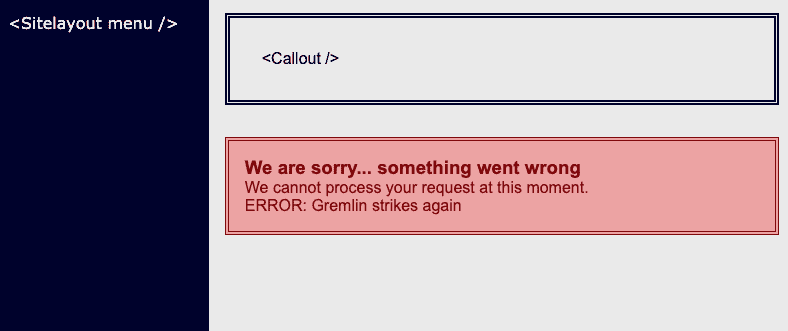 <Sitelayout menu />
<Callout />
We are sorry... something went wrong
We cannot process your request at this moment.
ERROR: Gremlin strikes again